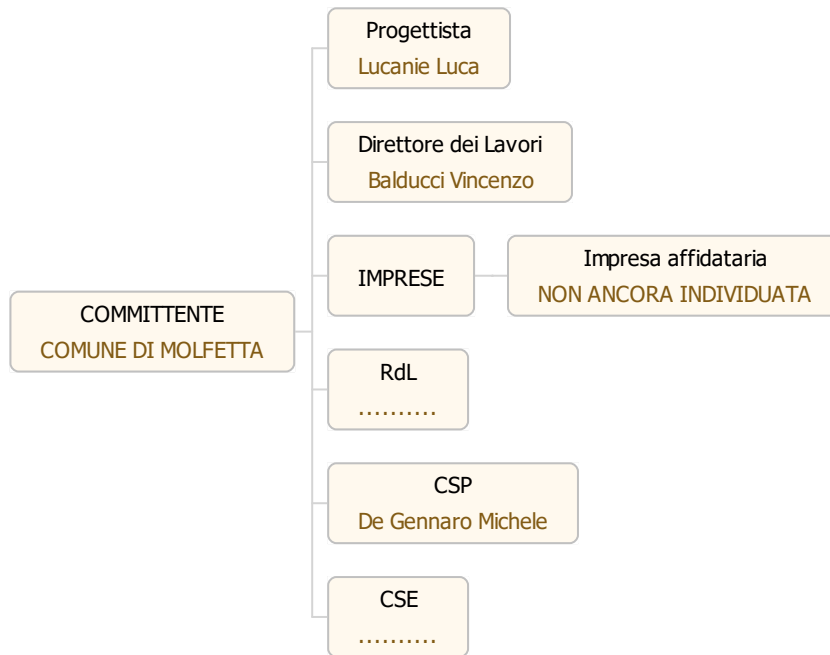 Progettista
Lucanie Luca
Direttore dei Lavori
Balducci Vincenzo
IMPRESE
Impresa affidataria
NON ANCORA INDIVIDUATA
COMMITTENTE
COMUNE DI MOLFETTA
RdL
..........
CSP
De Gennaro Michele
CSE
..........